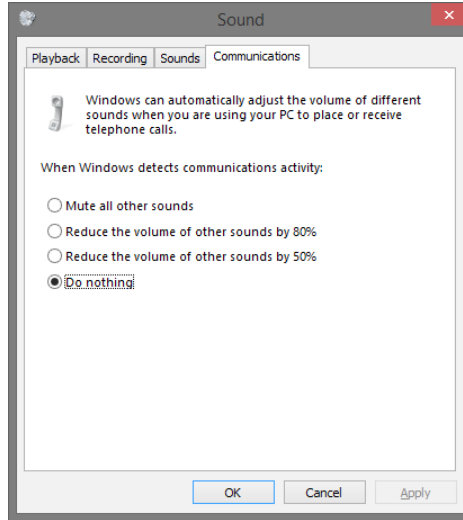 Sound
Playback Recording Sounds Communications
Windows can automatically adjust the volume of different
sounds when you are using your PC to place or receive
telephone calls.
When Windows detects communications activity:
Mute all other sounds
Reduce the volume of other sounds by 80%
Reduce the volume of other sounds by 50%
Do nothing
OK Cancel Apply